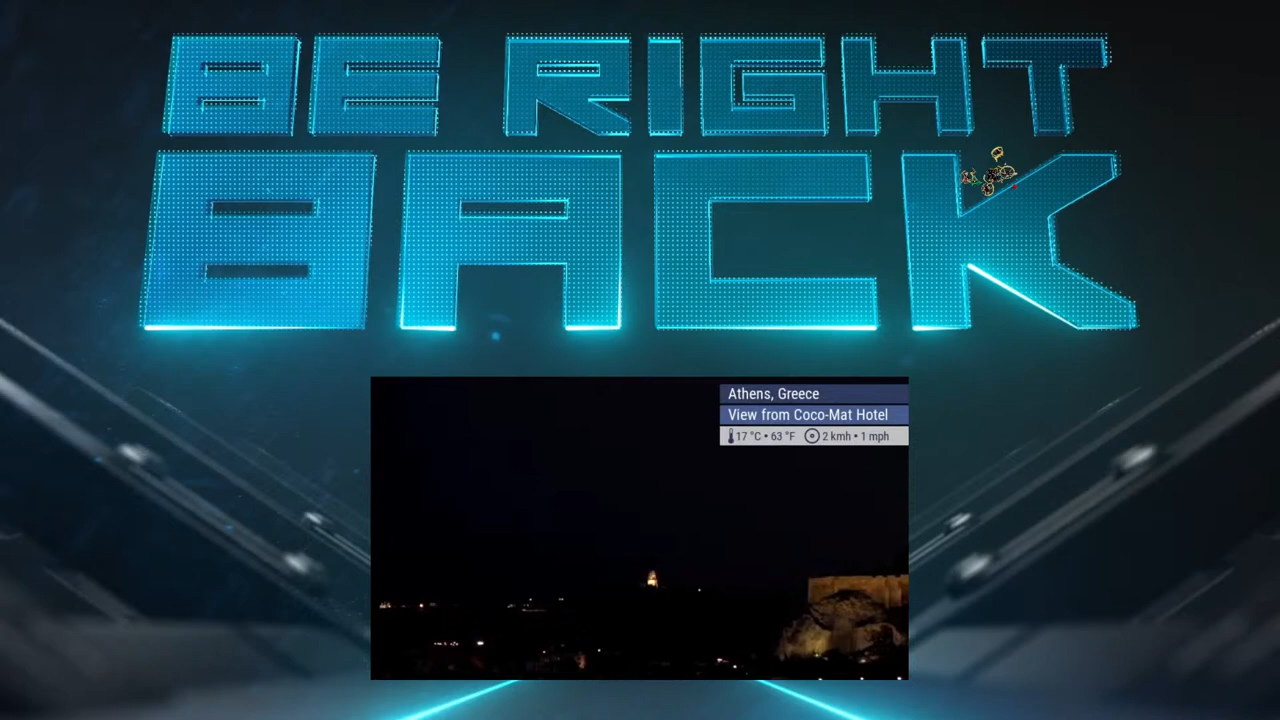 BE RIGHT
BACK
Athens, Greece
View from Coco-Mat Hotel
17 °C • 63 °F 2 kmh • 1 mph